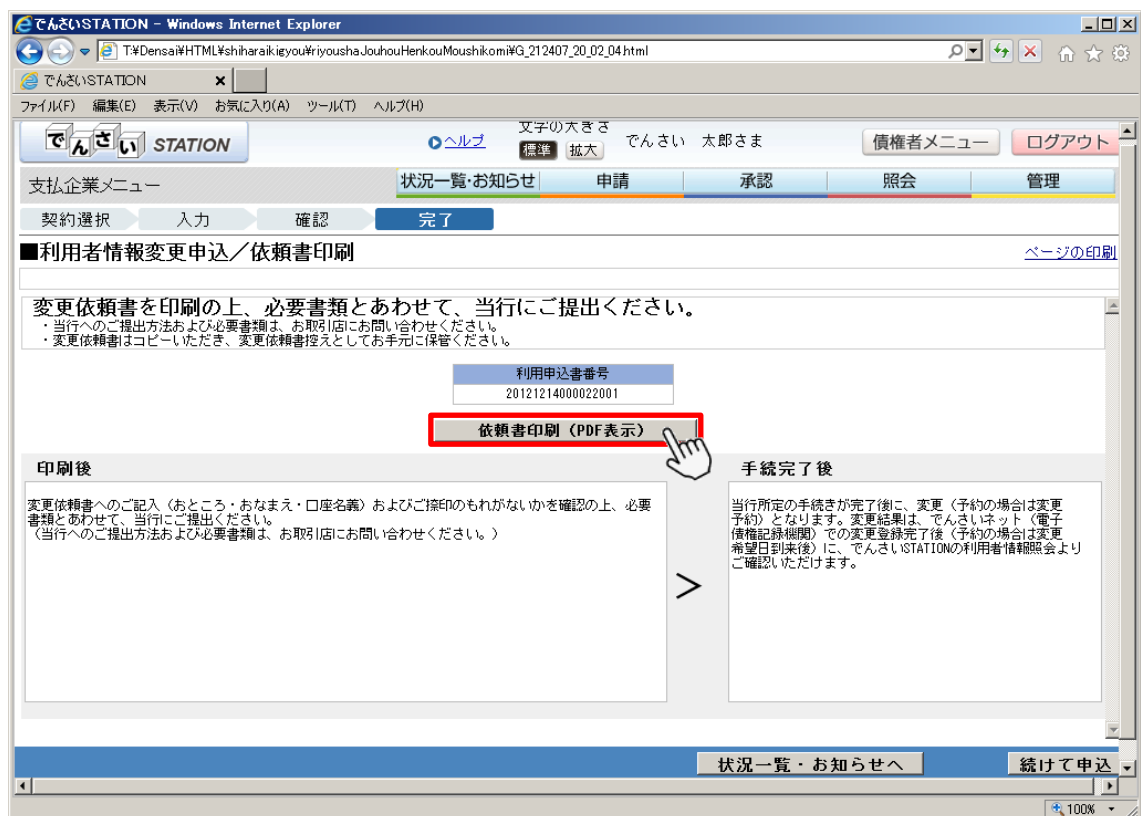 でんさいSTATION - Windows Internet Explorer
T:¥Densai¥HTML¥shiharaikigyou¥riyoushaJouhouHenkouMoushikomi¥G_212407_20_02_04.html
でんさいSTATION
ファイル(F) 編集(E) 表示(V) お気に入り(A) ツール(T) ヘルプ(H)
でんさい STATION
ヘルプ
文字の大きさ
標準 拡大
でんさい 太郎さま
債権者メニュー
ログアウト
支払企業メニュー
状況一覧・お知らせ 申請 承認 照会 管理
契約選択 入力 確認 完了
■利用者情報変更申込／依頼書印刷
ページの印刷
変更依頼書を印刷の上、必要書類とあわせて、当行にご提出ください。
・当行へのご提出方法および必要書類は、お取引店にお問い合わせください。
・変更依頼書はコピーいただき、変更依頼書控えとしてお手元に保管ください。
利用申込書番号
20121214000022001
依頼書印刷（PDF表示）
印刷後
変更依頼書へのご記入（おところ・おなまえ・口座名義）およびご捺印のもれがないかを確認の上、必要
書類とあわせて、当行にご提出ください。
（当行へのご提出方法および必要書類は、お取引店にお問い合わせください。）
>
手続完了後
当行所定の手続きが完了後に、変更（予約の場合は変更
予約）となります。変更結果は、でんさいネット（電子
債権記録機関）での変更登録完了後（予約の場合は変更
希望日到来後）に、でんさいSTATIONの利用者情報照会より
ご確認いただけます。
状況一覧・お知らせへ
続けて申込
100%